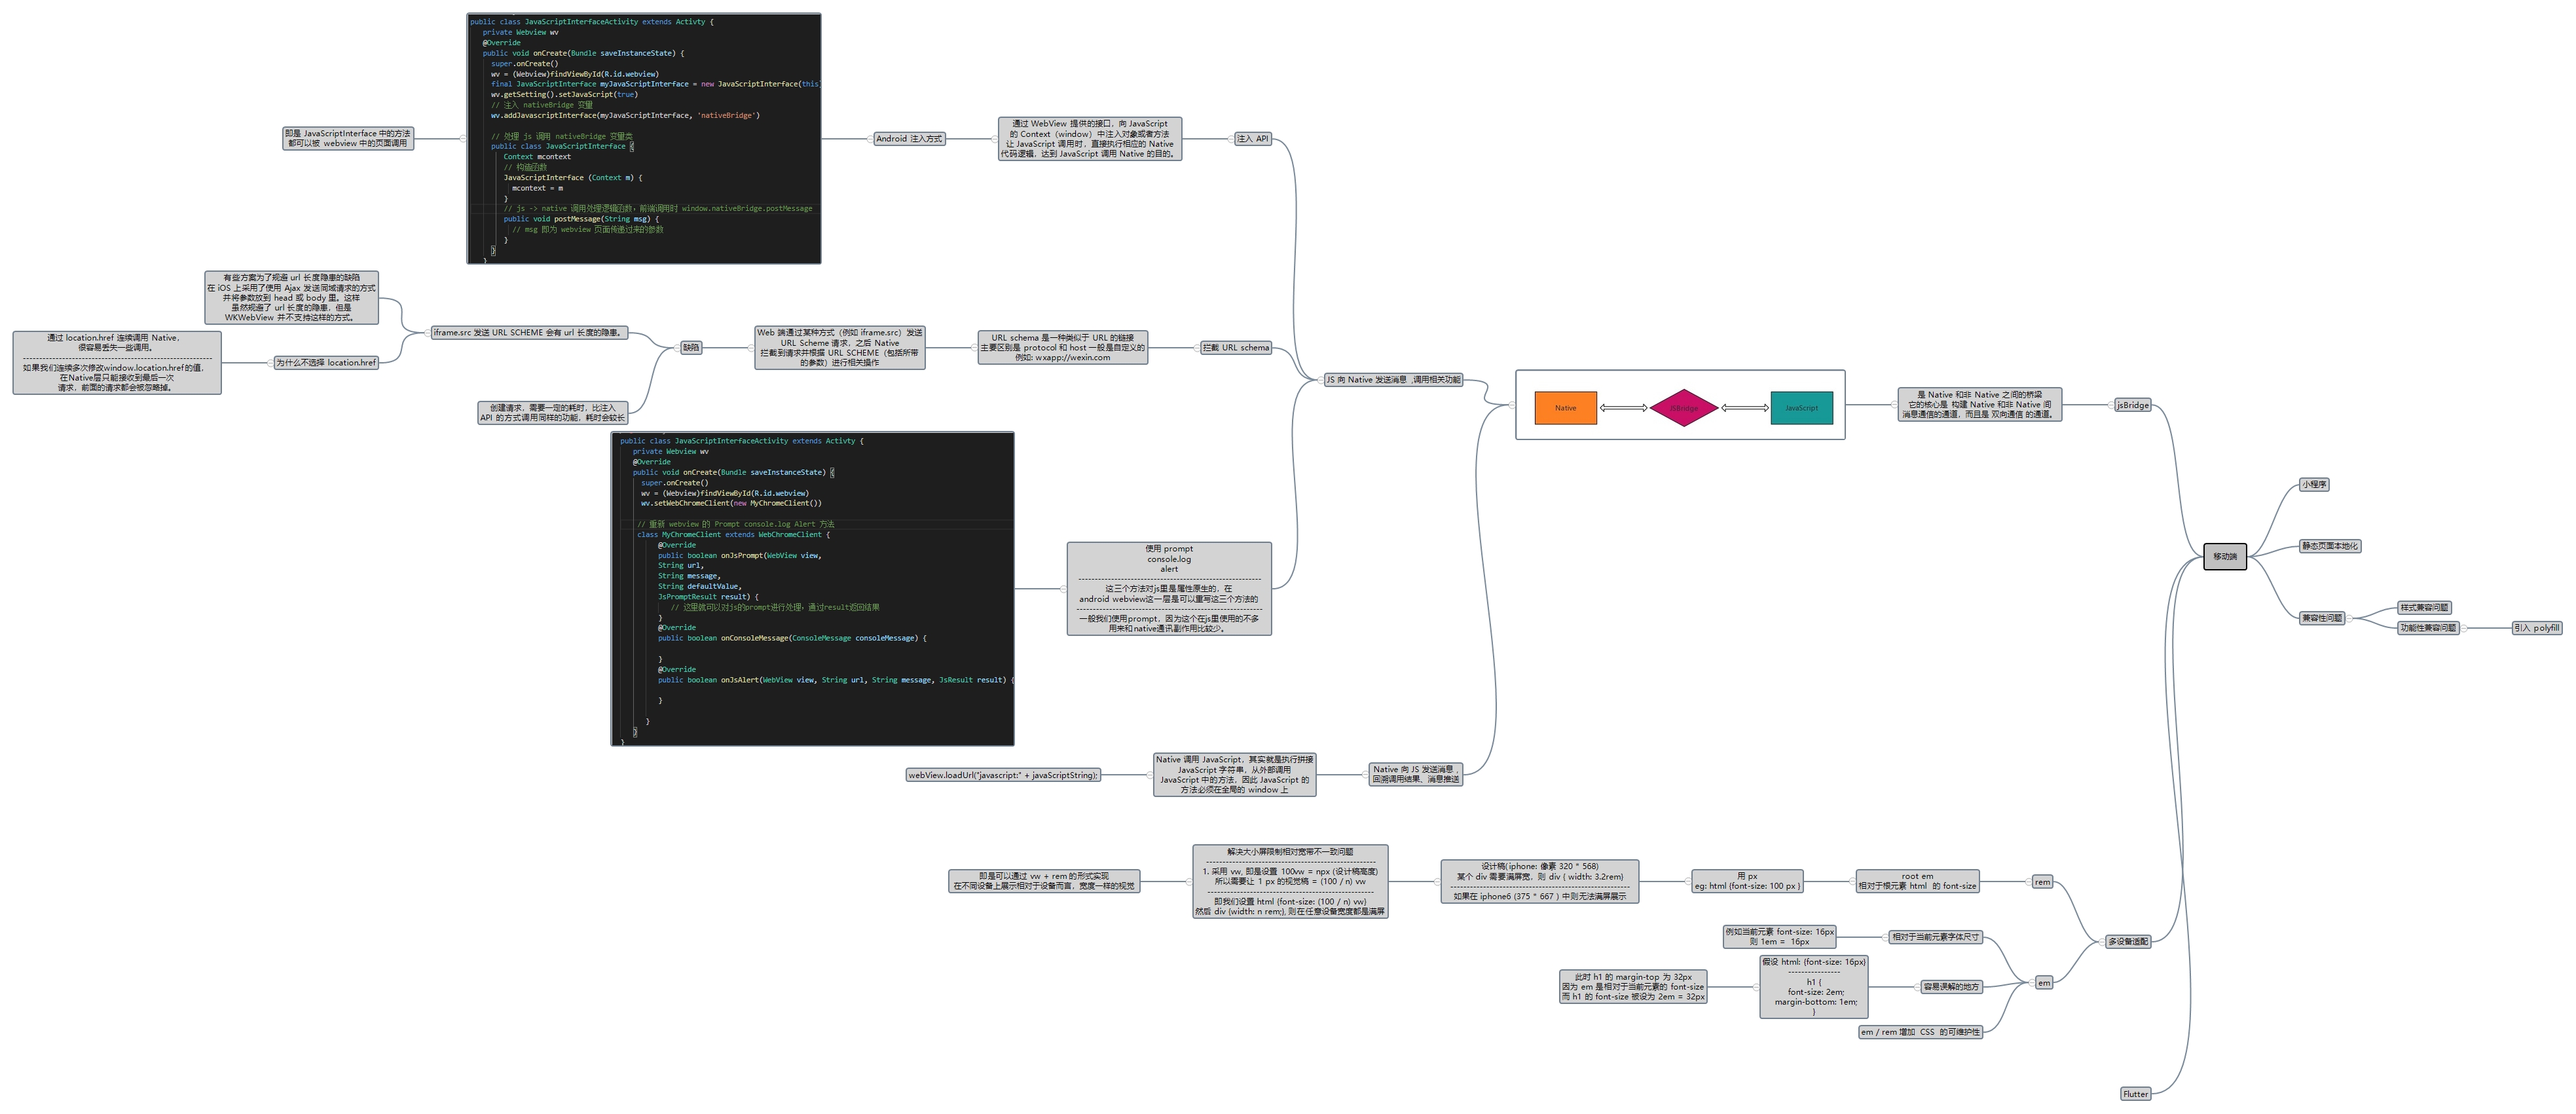 public class JavaScriptInterfaceActivity extends Activty {
private Webview wv
@Override
public void onCreate(Bundle saveInstanceState) {
super.onCreate()
wv = (Webview)findViewById(R.id.webview)
final JavaScriptInterface myJavaScriptInterface = new JavaScriptInterface(this
wv.getSetting().setJavaScript(true)
// 注入 nativeBridge 变量
wv.addJavascriptInterface(myJavaScriptInterface, 'nativeBridge')
// 处理 js 调用 nativeBridge 变量类
public class JavaScriptInterface {
Context mcontext
// 构造函数
JavaScriptInterface (Context m) {
mcontext = m
}
// js -> native 调用处理逻辑函数，前端调用时 window.nativeBridge.postMessage
public void postMessage(String msg) {
// msg 即为 webview 页面传递过来的参数
}
}
}
即是 JavaScriptInterface 中的方法
都可以被 webview 中的页面调用
Android 注入方式
通过 WebView 提供的接口，向 JavaScript
的 Context（window）中注入对象或者方法
让 JavaScript 调用时，直接执行相应的 Native
代码逻辑，达到 JavaScript 调用 Native 的目的。
注入 API
有些方案为了规避 url 长度隐患的缺陷
在 iOS 上采用了使用 Ajax 发送同域请求的方式
并将参数放到 head 或 body 里。这样
虽然规避了 url 长度的隐患，但是
WKWebView 并不支持这样的方式。
通过 location.href 连续调用 Native，
很容易丢失一些调用。
------------------------------------------------------------
如果我们连续多次修改window.location.href的值，
在Native层只能接收到最后一次
请求，前面的请求都会被忽略掉。
为什么不选择 location.href
iframe.src 发送 URL SCHEME 会有 url 长度的隐患。
创建请求，需要一定的耗时，比注入
API 的方式调用同样的功能，耗时会较长
缺陷
Web 端通过某种方式（例如 iframe.src）发送
URL Scheme 请求，之后 Native
拦截到请求并根据 URL SCHEME（包括所带
的参数）进行相关操作
URL schema 是一种类似于 URL 的链接
主要区别是 protocol 和 host 一般是自定义的
例如: wxapp://wexin.com
拦截 URL schema
JS 向 Native 发送消息 ,调用相关功能
Native
JSBridge
JavaScript
是 Native 和非 Native 之间的桥梁
它的核心是 构建 Native 和非 Native 间
消息通信的通道，而且是 双向通信 的通道。
jsBridge
public class JavaScriptInterfaceActivity extends Activty {
private Webview wv
@Override
public void onCreate(Bundle saveInstanceState) {
super.onCreate()
wv = (Webview)findViewById(R.id.webview)
wv.setWebChromeClient(new MyChromeClient())
// 重新 webview 的 Prompt console.log Alert 方法
class MyChromeClient extends WebChromeClient {
@Override
public boolean onJsPrompt(WebView view,
String url,
String message,
String defaultValue,
JsPromptResult result) {
// 这里就可以对js的prompt进行处理，通过result返回结果
}
@Override
public boolean onConsoleMessage(ConsoleMessage consoleMessage) {
}
@Override
public boolean onJsAlert(WebView view, String url, String message, JsResult result) {
}
}
}
}
使用 prompt
console.log
alert
------------------------------------------------------------
这三个方法对js里是属性原生的，在
android webview这一层是可以重写这三个方法的
------------------------------------------------------------
一般我们使用prompt，因为这个在js里使用的不多
用来和native通讯副作用比较少。
webView.loadUrl("javascript:" + javaScriptString);
Native 调用 JavaScript，其实就是执行拼接
JavaScript 字符串，从外部调用
JavaScript 中的方法，因此 JavaScript 的
方法必须在全局的 window 上
Native 向 JS 发送消息 ,
回溯调用结果、消息推送
小程序
静态页面本地化
移动端
兼容性问题
样式兼容问题
功能性兼容问题
引入 polyfill
即是可以通过 vw + rem 的形式实现
在不同设备上展示相对于设备而言，宽度一样的视觉
解决大小屏限制相对宽带不一致问题
------------------------------------------------------
1. 采用 vw, 即是设置 100vw = npx (设计稿高度)
所以需要让 1 px 的视觉稿 = (100 / n) vw
------------------------------------------------------
即我们设置 html {font-size: (100 / n) vw}
然后 div {width: n rem;}, 则在任意设备宽度都是满屏
设计稿(iphone: 像素 320 * 568)
某个 div 需要满屏宽，则 div { width: 3.2rem}
------------------------------------------------------------
如果在 iphone6 (375 * 667 ) 中则无法满屏展示
用 px
eg: html {font-size: 100 px }
root em
相对于根元素 html 的 font-size
rem
例如当前元素 font-size: 16px
则 1em = 16px
相对于当前元素字体尺寸
此时 h1 的 margin-top 为 32px
因为 em 是相对于当前元素的 font-size
而 h1 的 font-size 被设为 2em = 32px
假设 html: {font-size: 16px}
----------------
h1 {
font-size: 2em;
margin-bottom: 1em;
}
容易误解的地方
em / rem 增加 CSS 的可维护性
em
多设备适配
Flutter